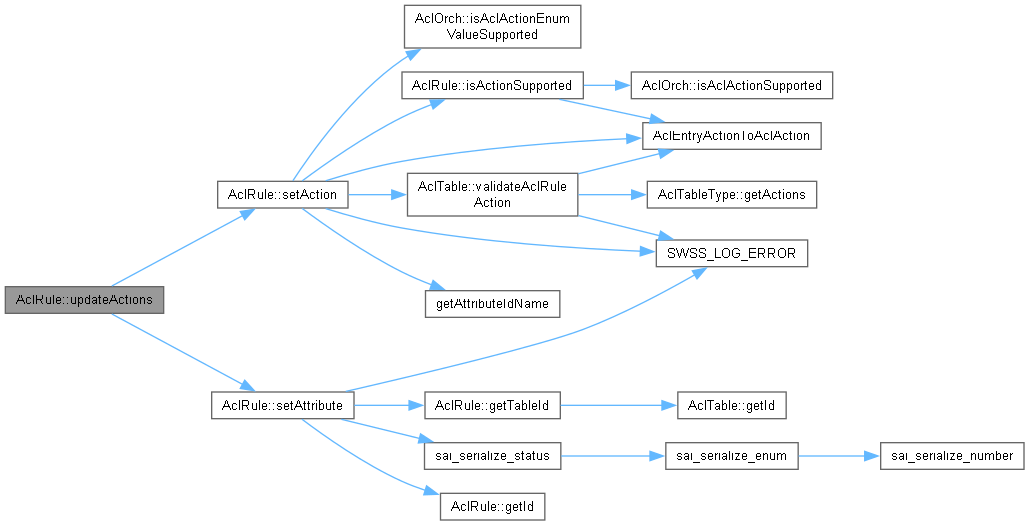 AclOrch::isAclActionEnum
ValueSupported
AclRule::isActionSupported
AclOrch::isAclActionSupported
AclEntryActionToAclAction
AclRule::setAction
AclTable::validateAclRule
Action
AclTableType::getActions
SWSS_LOG_ERROR
AclRule::updateActions
getAttributeIdName
AclRule::setAttribute
AclRule::getTableId
AclTable::getId
sai_serialize_status
sai_serialize_enum
sai_serialize_number
AclRule::getId